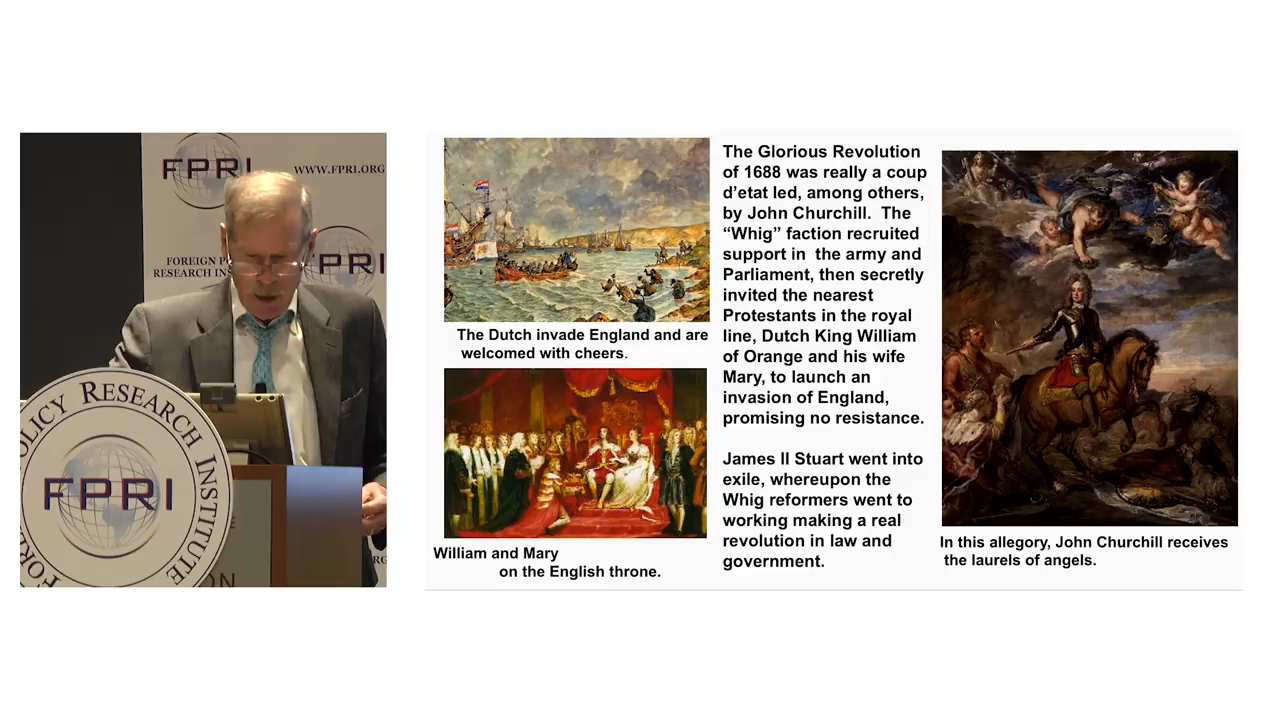 FPRI
WWW.FPRI.ORG
FOREIGN P
RESEARCH INS
FPRI
POLICY RESEARCH INSTITUTE
FPRI
The Dutch invade England and are
welcomed with cheers.
William and Mary
on the English throne.
The Glorious Revolution
of 1688 was really a coup
d’etat led, among others,
by John Churchill. The
“Whig” faction recruited
support in the army and
Parliament, then secretly
invited the nearest
Protestants in the royal
line, Dutch King William
of Orange and his wife
Mary, to launch an
invasion of England,
promising no resistance.
James II Stuart went into
exile, whereupon the
Whig reformers went to
working making a real
revolution in law and
government.
In this allegory, John Churchill receives
the laurels of angels.